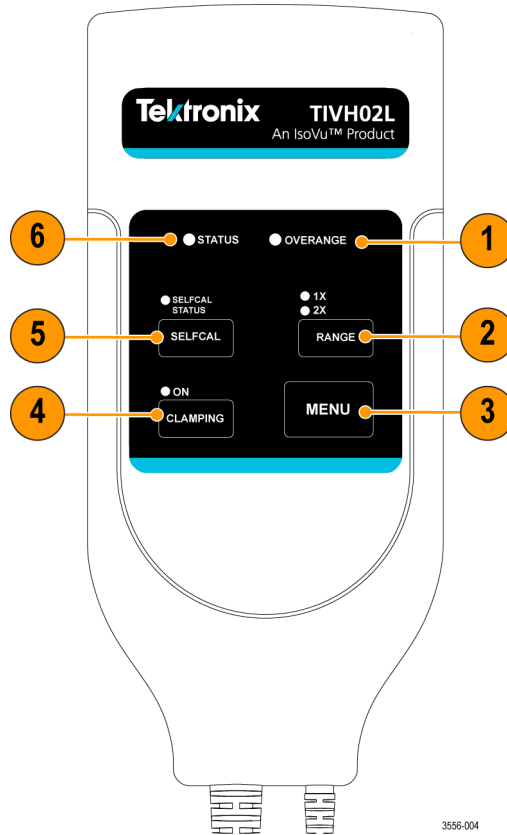 Tektronix
TIVH02L
An IsoVu™ Product
6
STATUS
OVERANGE
1
SELFCAL
STATUS
1X
2X
5
SELFCAL
RANGE
2
ON
4
CLAMPING
MENU
3
3556-004